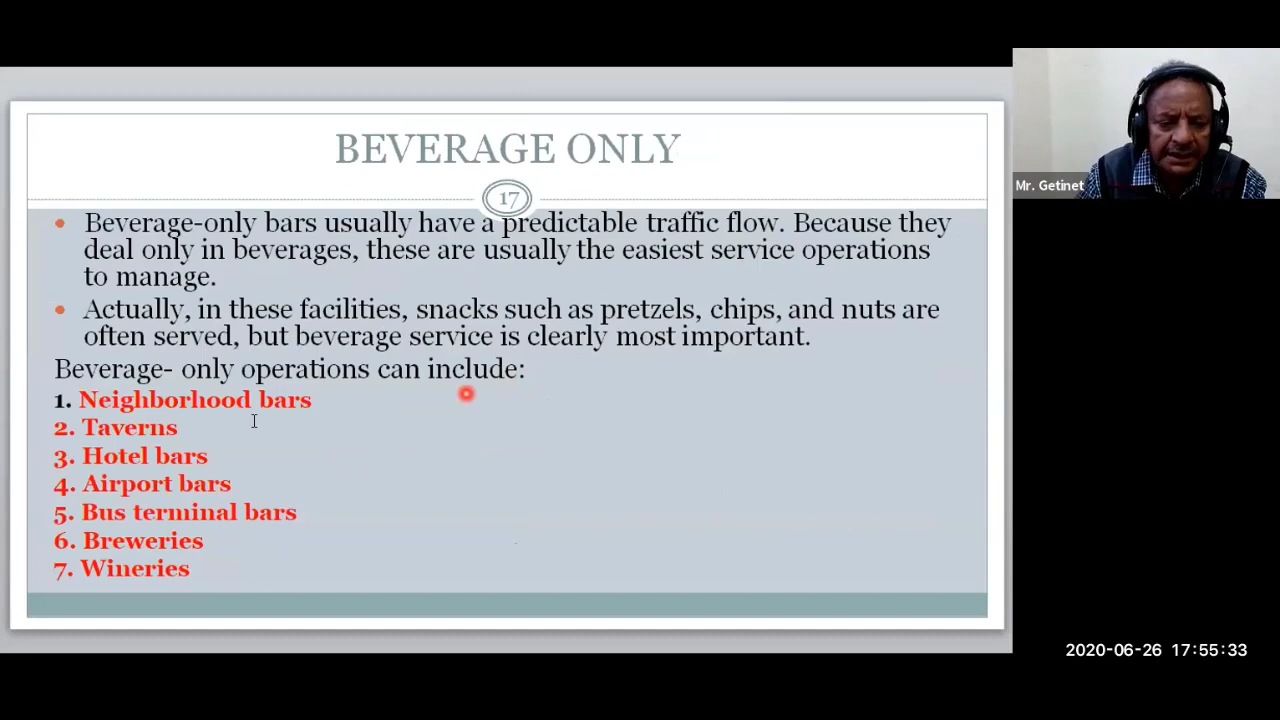 BEVERAGE ONLY
17
• Beverage-only bars usually have a predictable traffic flow. Because they
deal only in beverages, these are usually the easiest service operations
to manage.
• Actually, in these facilities, snacks such as pretzels, chips, and nuts are
often served, but beverage service is clearly most important.
Beverage- only operations can include:
1. Neighborhood bars
2. Taverns
3. Hotel bars
4. Airport bars
5. Bus terminal bars
6. Breweries
7. Wineries
Mr. Getinet
2020-06-26 17:55:33